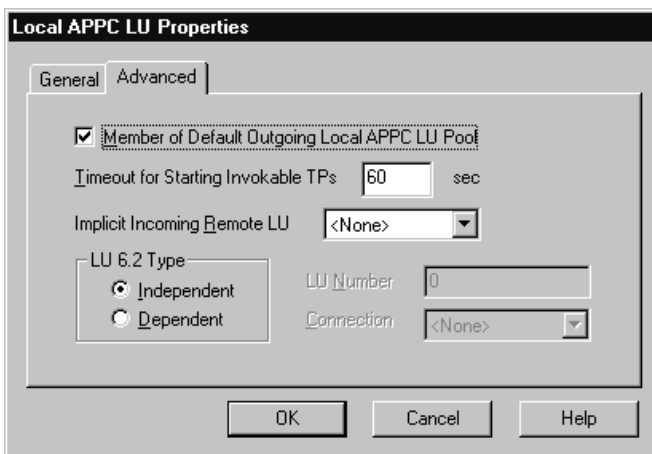 Local APPC LU Properties
General Advanced
Member of Default Outgoing Local APPC LU Pool
Timeout for Starting Invokable TPs 60 sec
Implicit Incoming Remote LU <None>
LU 6.2 Type
Independent
Dependent
LU Number 0
Connection <None>
OK Cancel Help